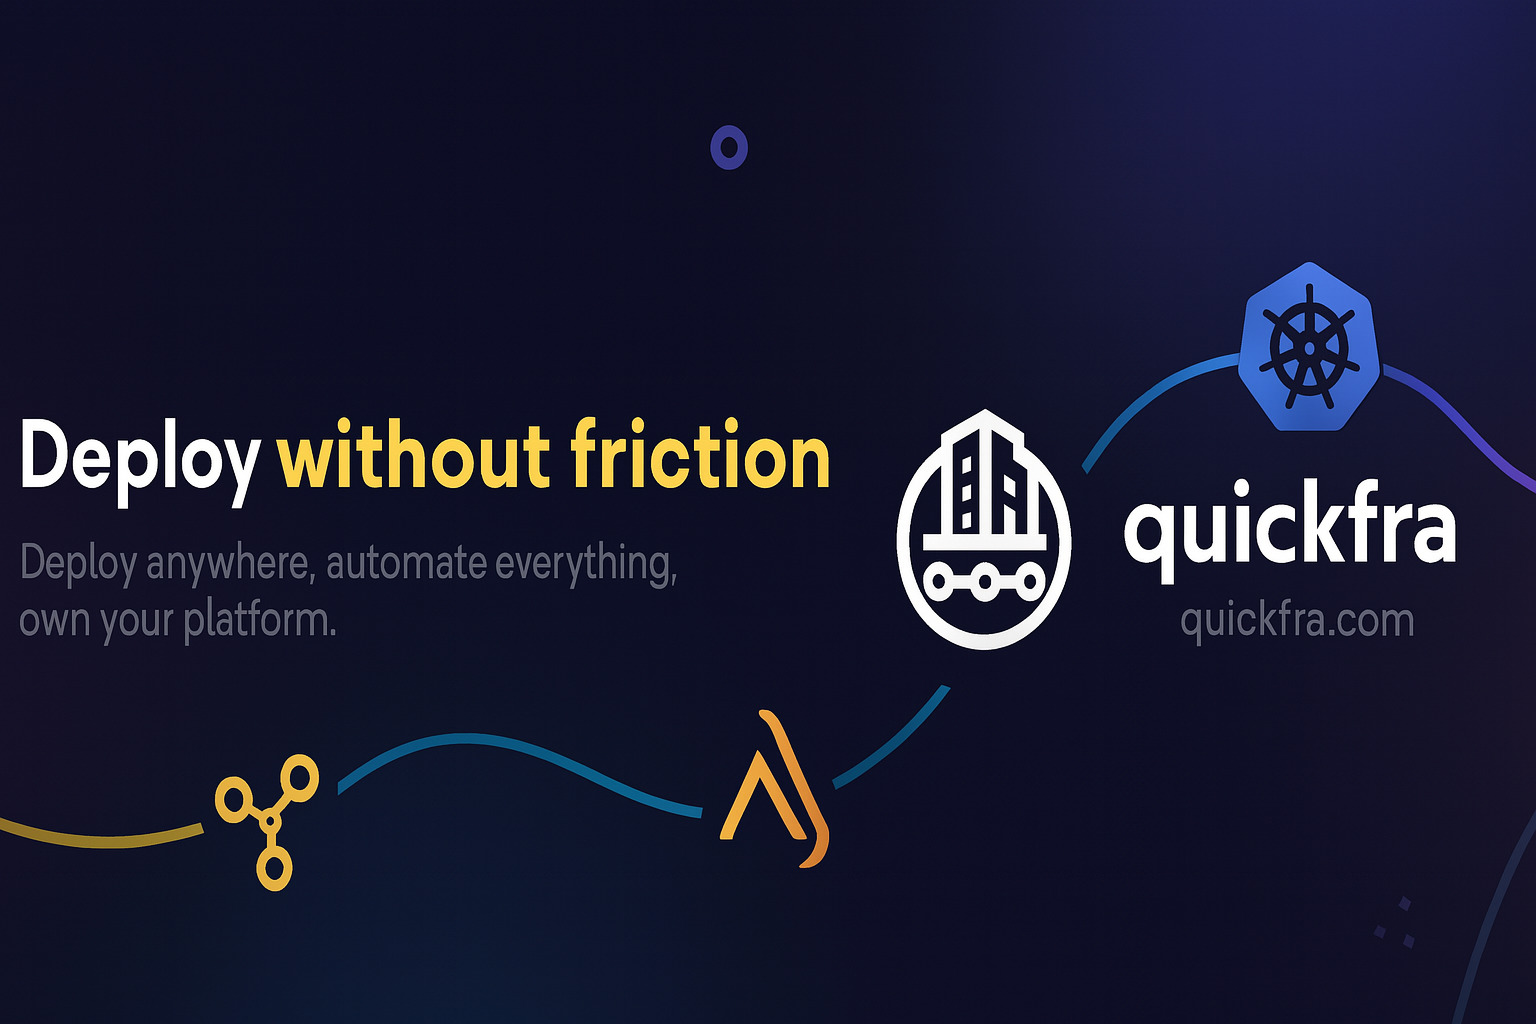 Deploy without friction
Deploy anywhere, automate everything,
own your platform.
quickfra
quickfra.com